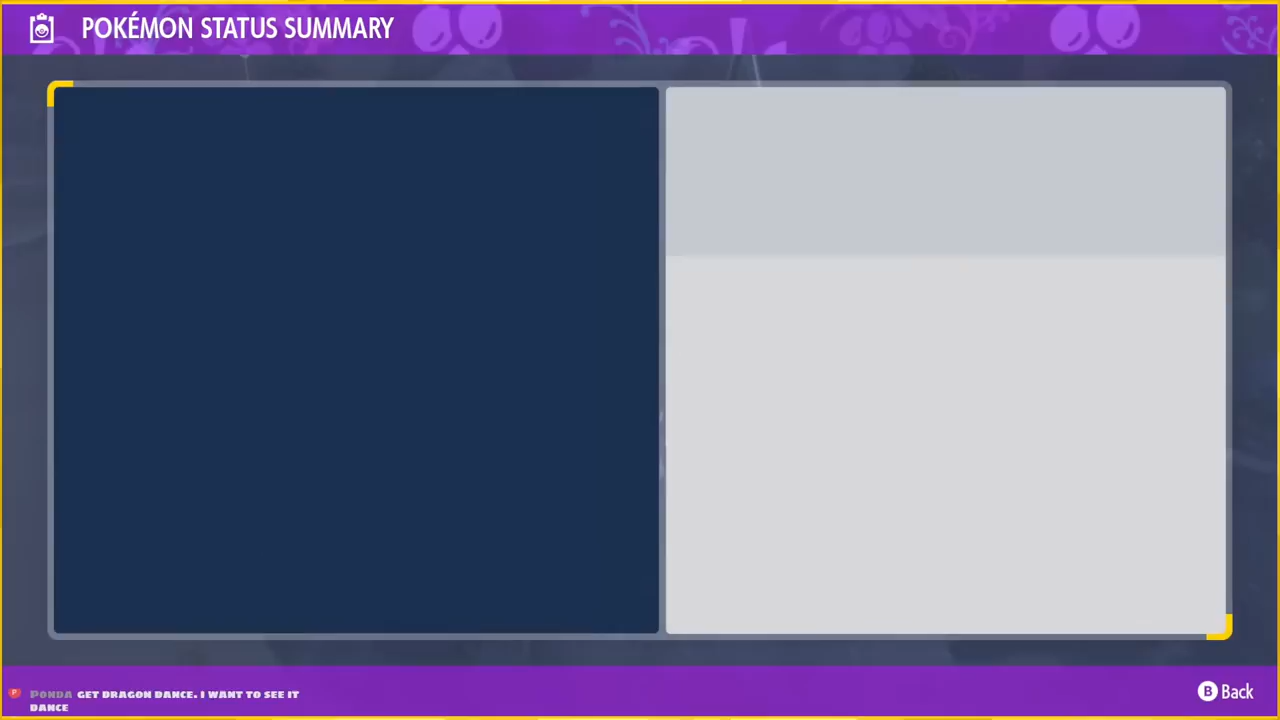 POKÉMON STATUS SUMMARY
PONDA GET DRAGON DANCE. I WANT TO SEE IT
DANCE
B Back